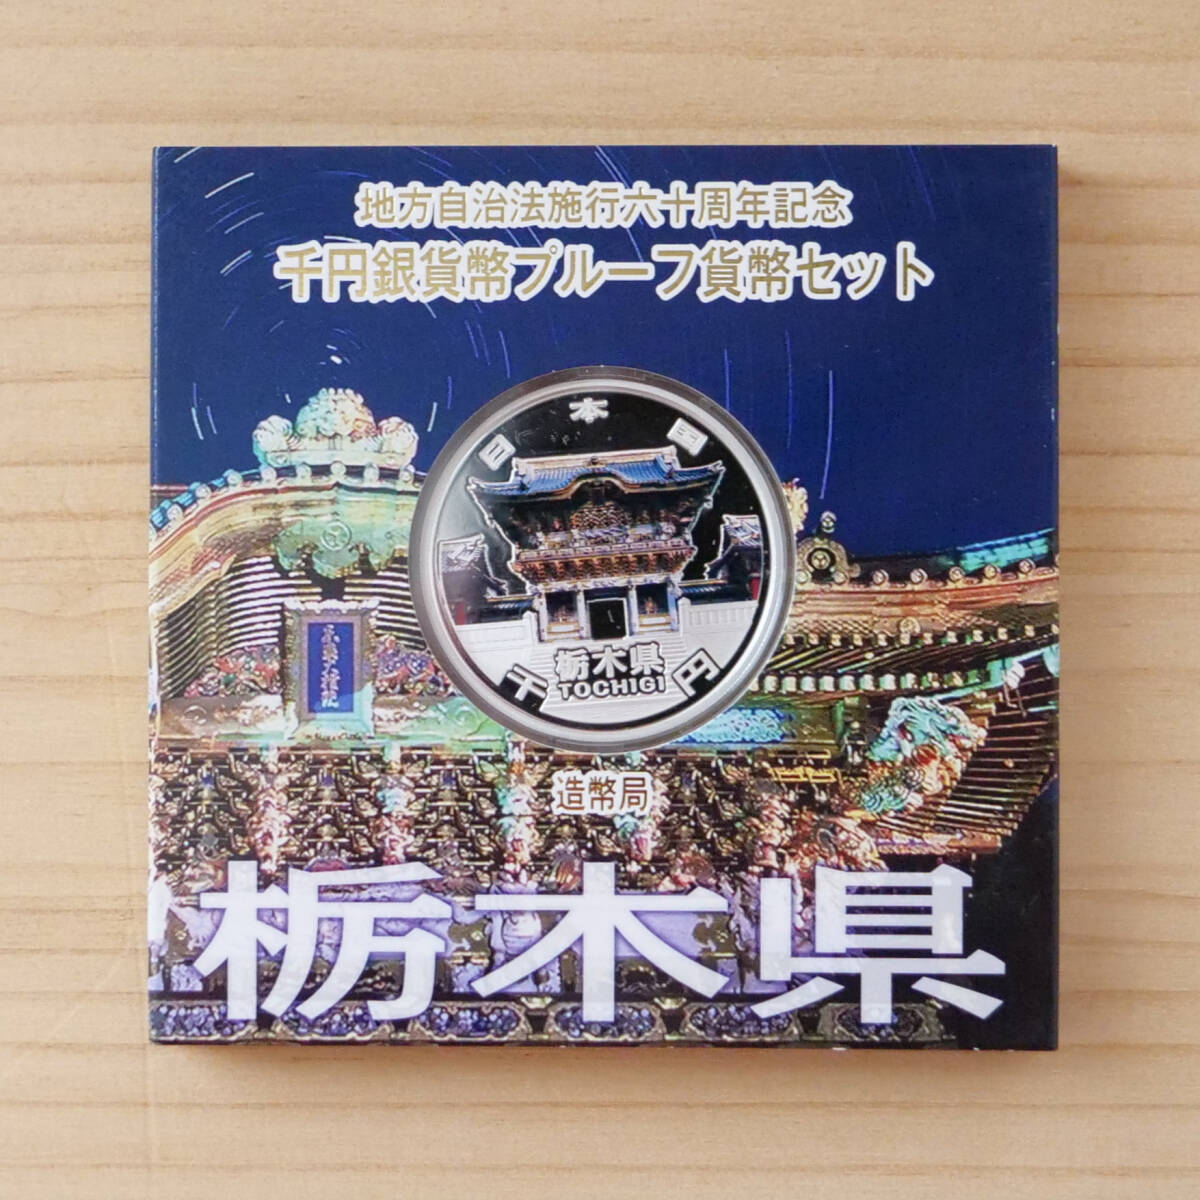 地方自治法施行六十周年記念
千円銀貨幣プルーフ貨幣セット
日本国
栃木県
TOCHIGI
千円
造幣局
栃木県